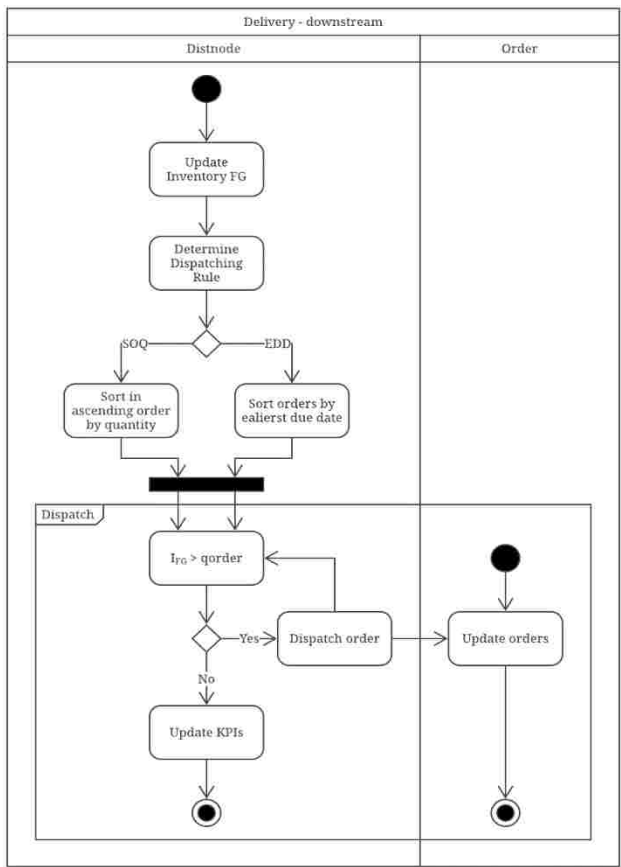 Delivery - downstream
Distnode
Order
Update
Inventory FG
Determine
Dispatching
Rule
SOQ
EDD
Sort in
ascending order
by quantity
Sort orders by
ealierst due date
Dispatch
IFG > qorder
Yes
Dispatch order
Update orders
No
Update KPIs